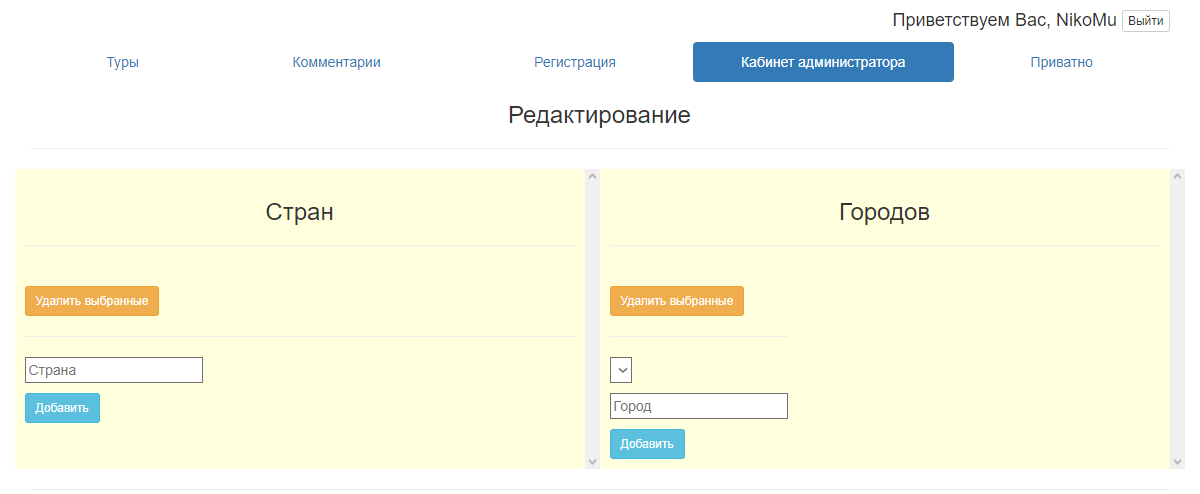 Приветствуем Вас, NikoMu Выйти
Туры Комментарии Регистрация Кабинет администратора Приватно
Редактирование
Стран
Удалить выбранные
Страна
Добавить
Городов
Удалить выбранные
Город
Добавить